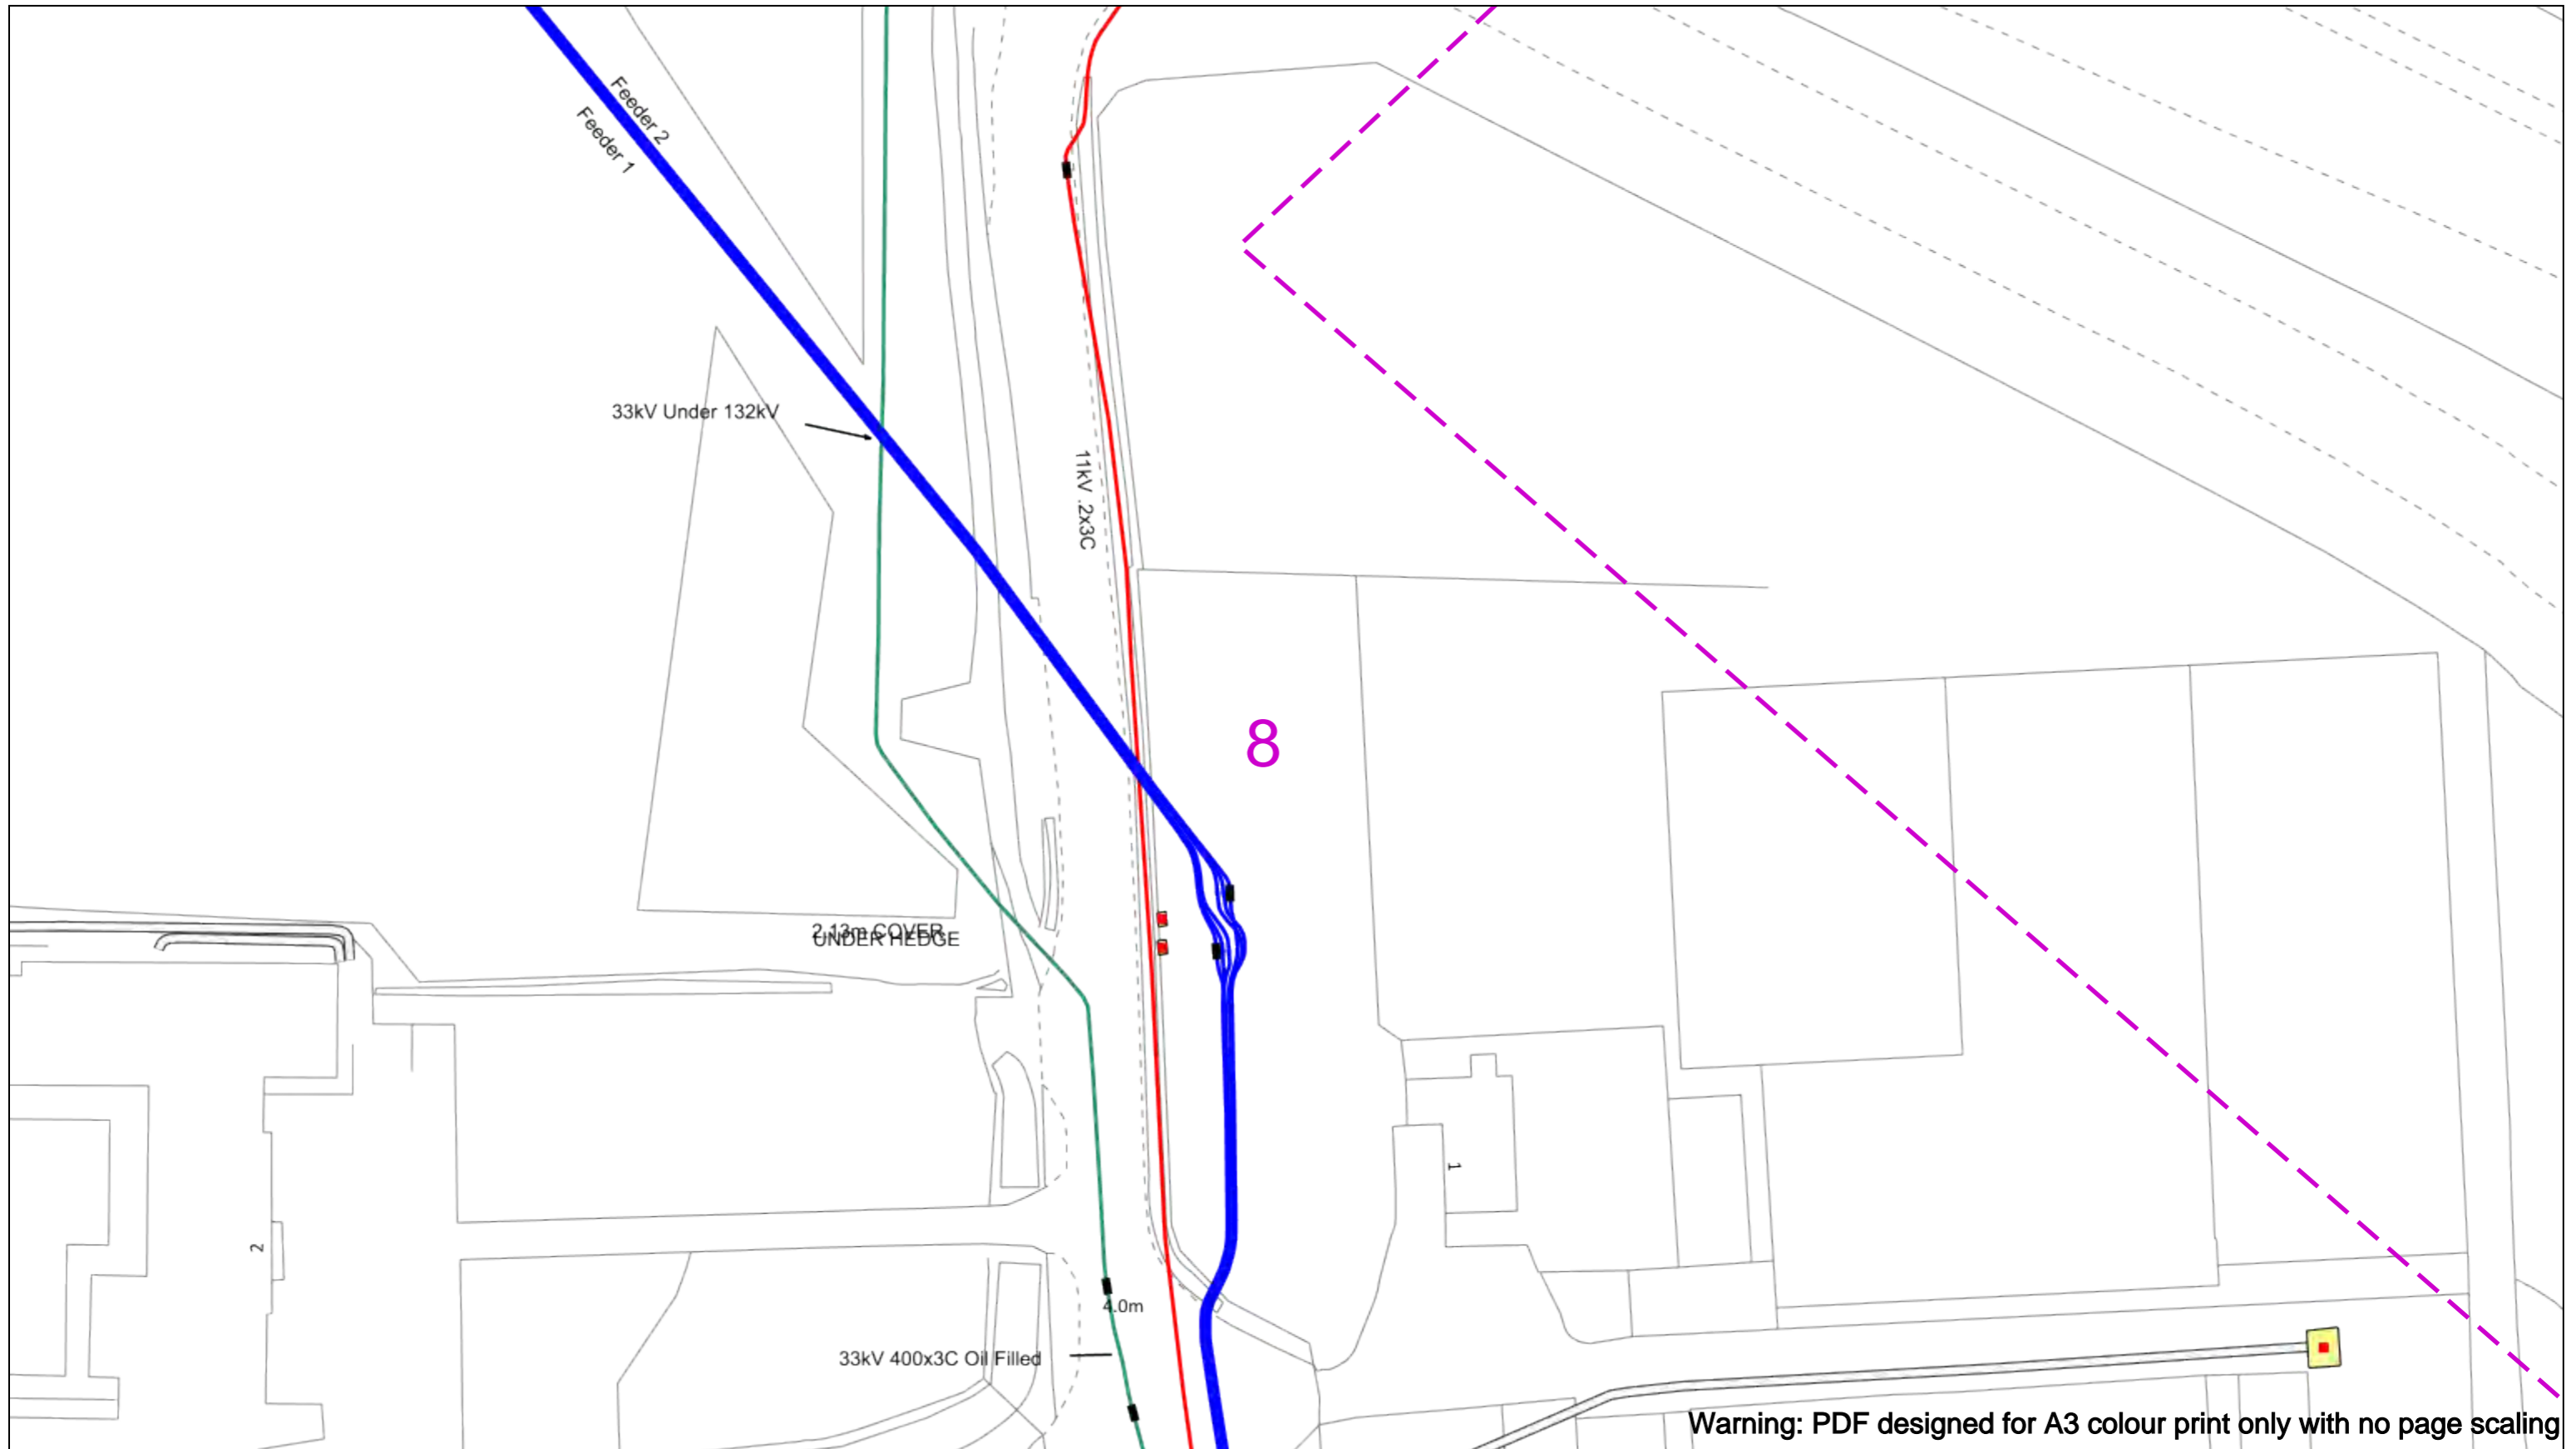 Feeder 2
Feeder 1
33kV Under 132kV
11kV .2x3C
8
2.13m COVER
UNDER HEDGE
1
2
4.0m
33kV 400x3C Oil Filled
Warning: PDF designed for A3 colour print only with no page scaling